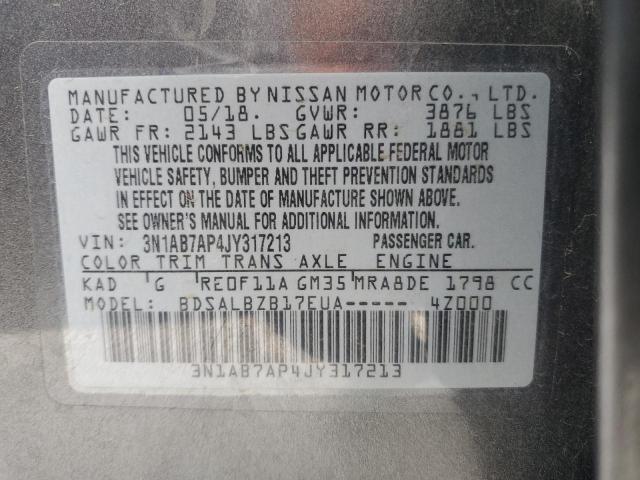 MANUFACTURED BY NISSAN MOTOR CO., LTD.
DATE: 05/18. GVWR: 3876 LBS
GAWR FR: 2143 LBS GAWR RR: 1881 LBS
THIS VEHICLE CONFORMS TO ALL APPLICABLE FEDERAL MOTOR
VEHICLE SAFETY, BUMPER AND THEFT PREVENTION STANDARDS
IN EFFECT ON THE DATE OF MANUFACTURE SHOWN ABOVE.
SEE OWNER'S MANUAL FOR ADDITIONAL INFORMATION.
VIN: 3N1AB7AP4JY317213 PASSENGER CAR.
COLOR TRIM TRANS AXLE ENGINE
KAD G RE0F11A GM35 MRA8DE 1798 CC
MODEL: BDSALBZB17EUA----- 4Z000
3N1AB7AP4JY317213